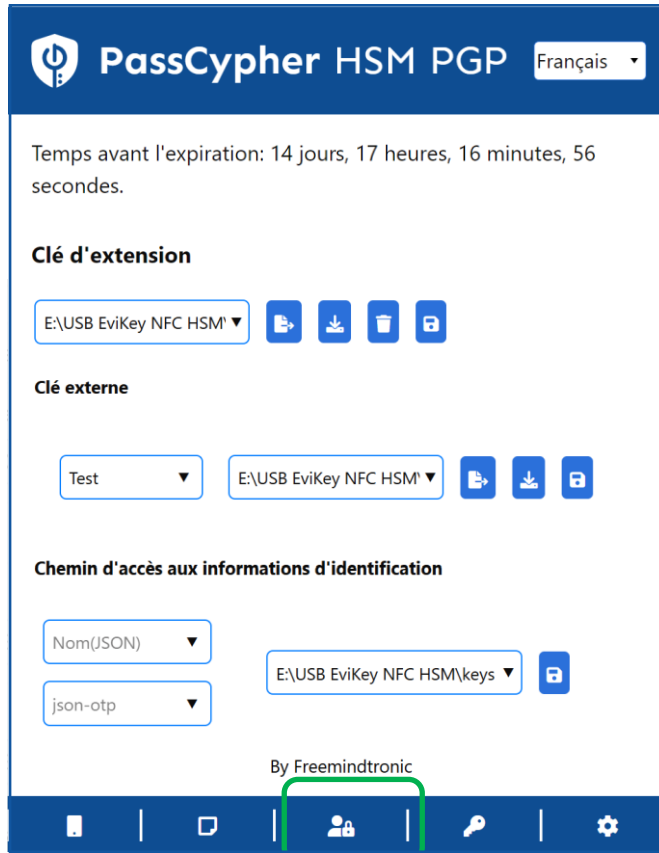 PassCypher HSM PGP
Français
Temps avant l'expiration: 14 jours, 17 heures, 16 minutes, 56
secondes.
Clé d'extension
E:\USB EviKey NFC HSM\
Clé externe
Test
E:\USB EviKey NFC HSM\
Chemin d'accès aux informations d'identification
Nom(JSON)
E:\USB EviKey NFC HSM\keys
json-otp
By Freemindtronic